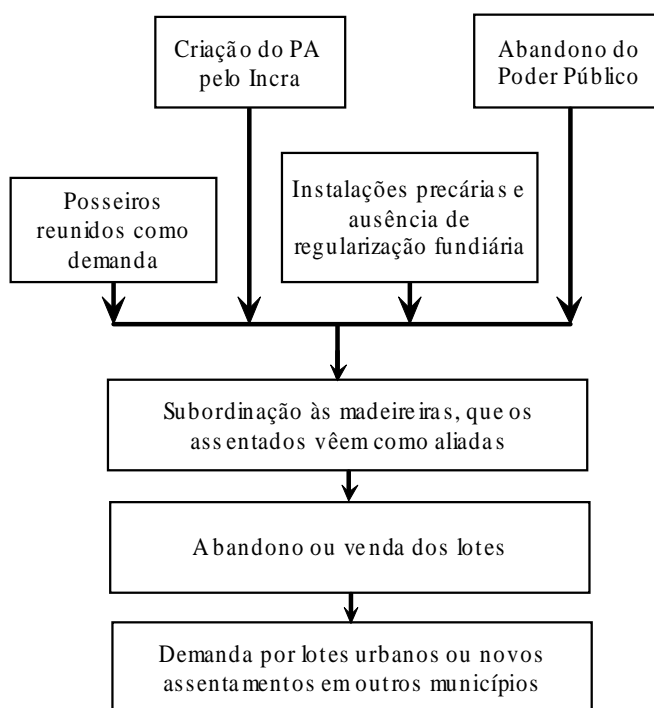 Criação do PA
pelo Incra
Abandono do
Poder Público
Posseiros
reunidos como
demanda
Instalações precárias e
ausência de
regularização fundiária
Subordinação às madeireiras, que os
assentados vêem como aliadas
Abandono ou venda dos lotes
Demanda por lotes urbanos ou novos
assentamentos em outros municípios